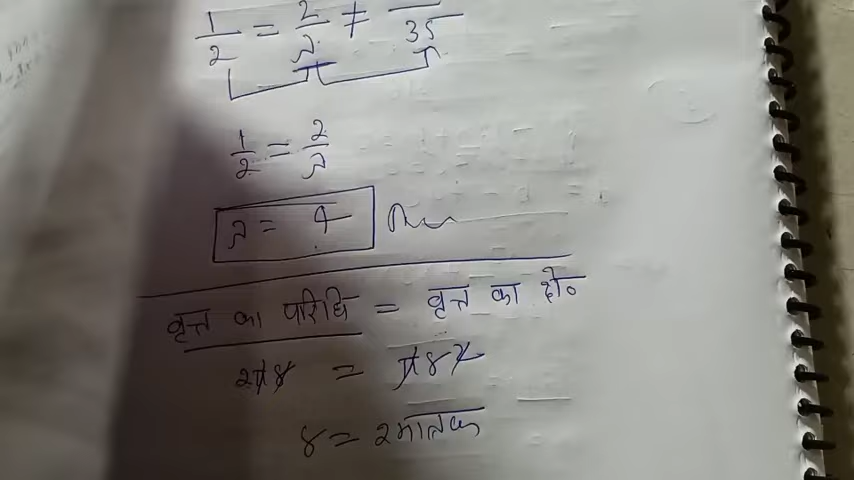 1/2 = 2/λ ≠ /35
1/2 = 2/λ
λ = 4
वृत्त का परिधि = वृत्त का क्षे०
2πr = πr²
r = 2 मात्रक